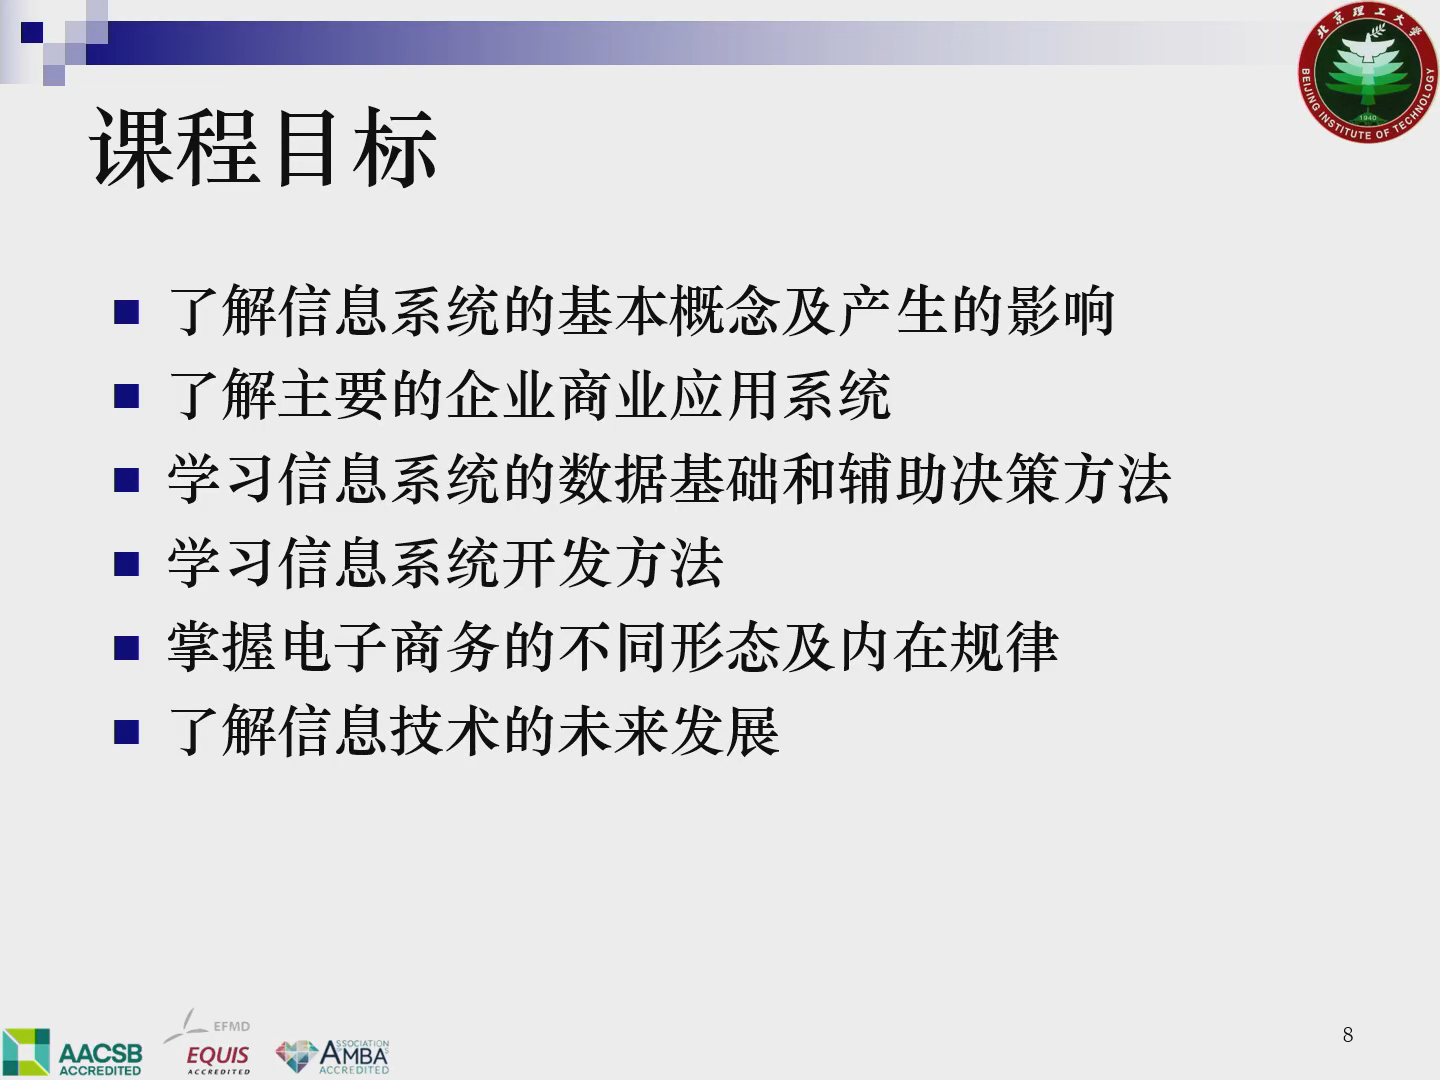 北京理工大学
BEIJING INSTITUTE OF TECHNOLOGY
1940
课程目标
了解信息系统的基本概念及产生的影响
了解主要的企业商业应用系统
学习信息系统的数据基础和辅助决策方法
学习信息系统开发方法
掌握电子商务的不同形态及内在规律
了解信息技术的未来发展
AACSB
ACCREDITED
EFMD
EQUIS
ACCREDITED
ASSOCIATION
AMBA
ACCREDITED
8